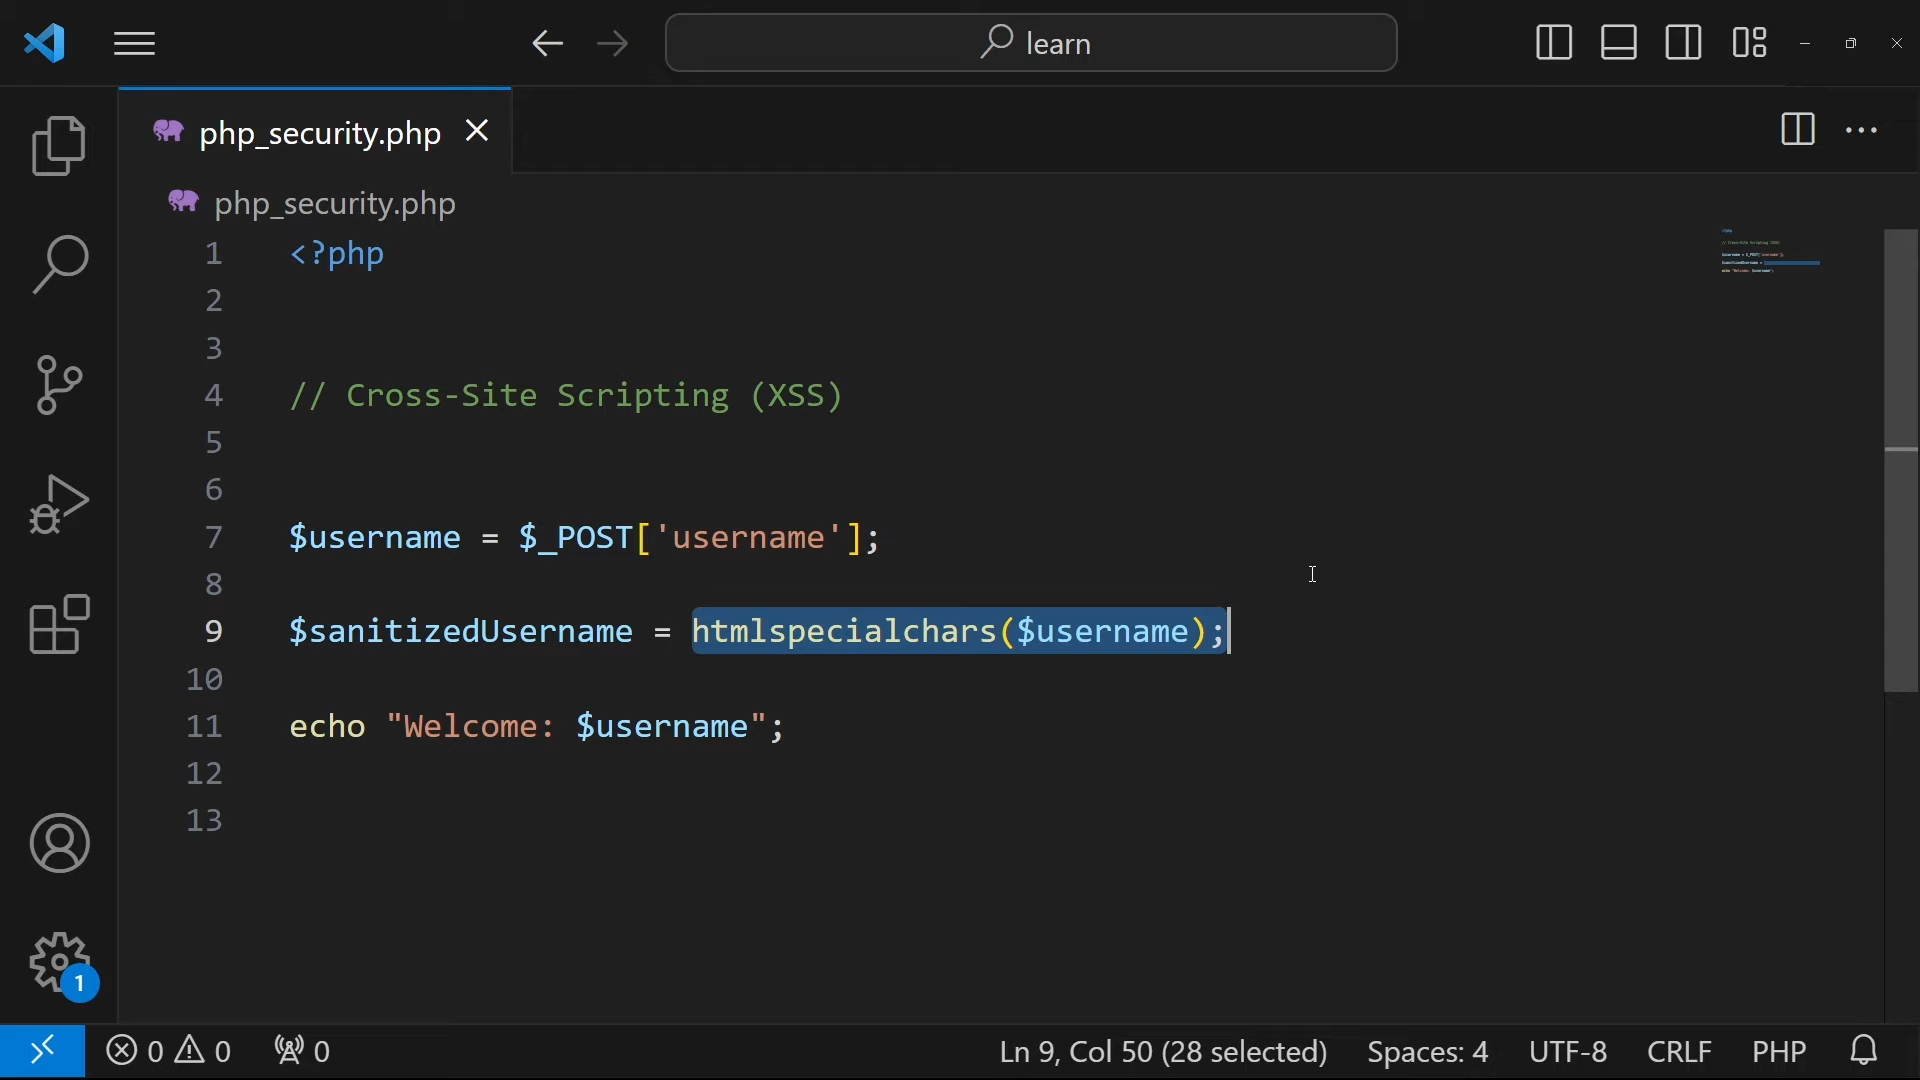 learn
php_security.php
php_security.php
1 <?php
2
3
4 // Cross-Site Scripting (XSS)
5
6
7 $username = $_POST['username'];
8
9 $sanitizedUsername = htmlspecialchars($username);
10
11 echo "Welcome: $username";
12
13
1
0 0 0 Ln 9, Col 50 (28 selected) Spaces: 4 UTF-8 CRLF PHP